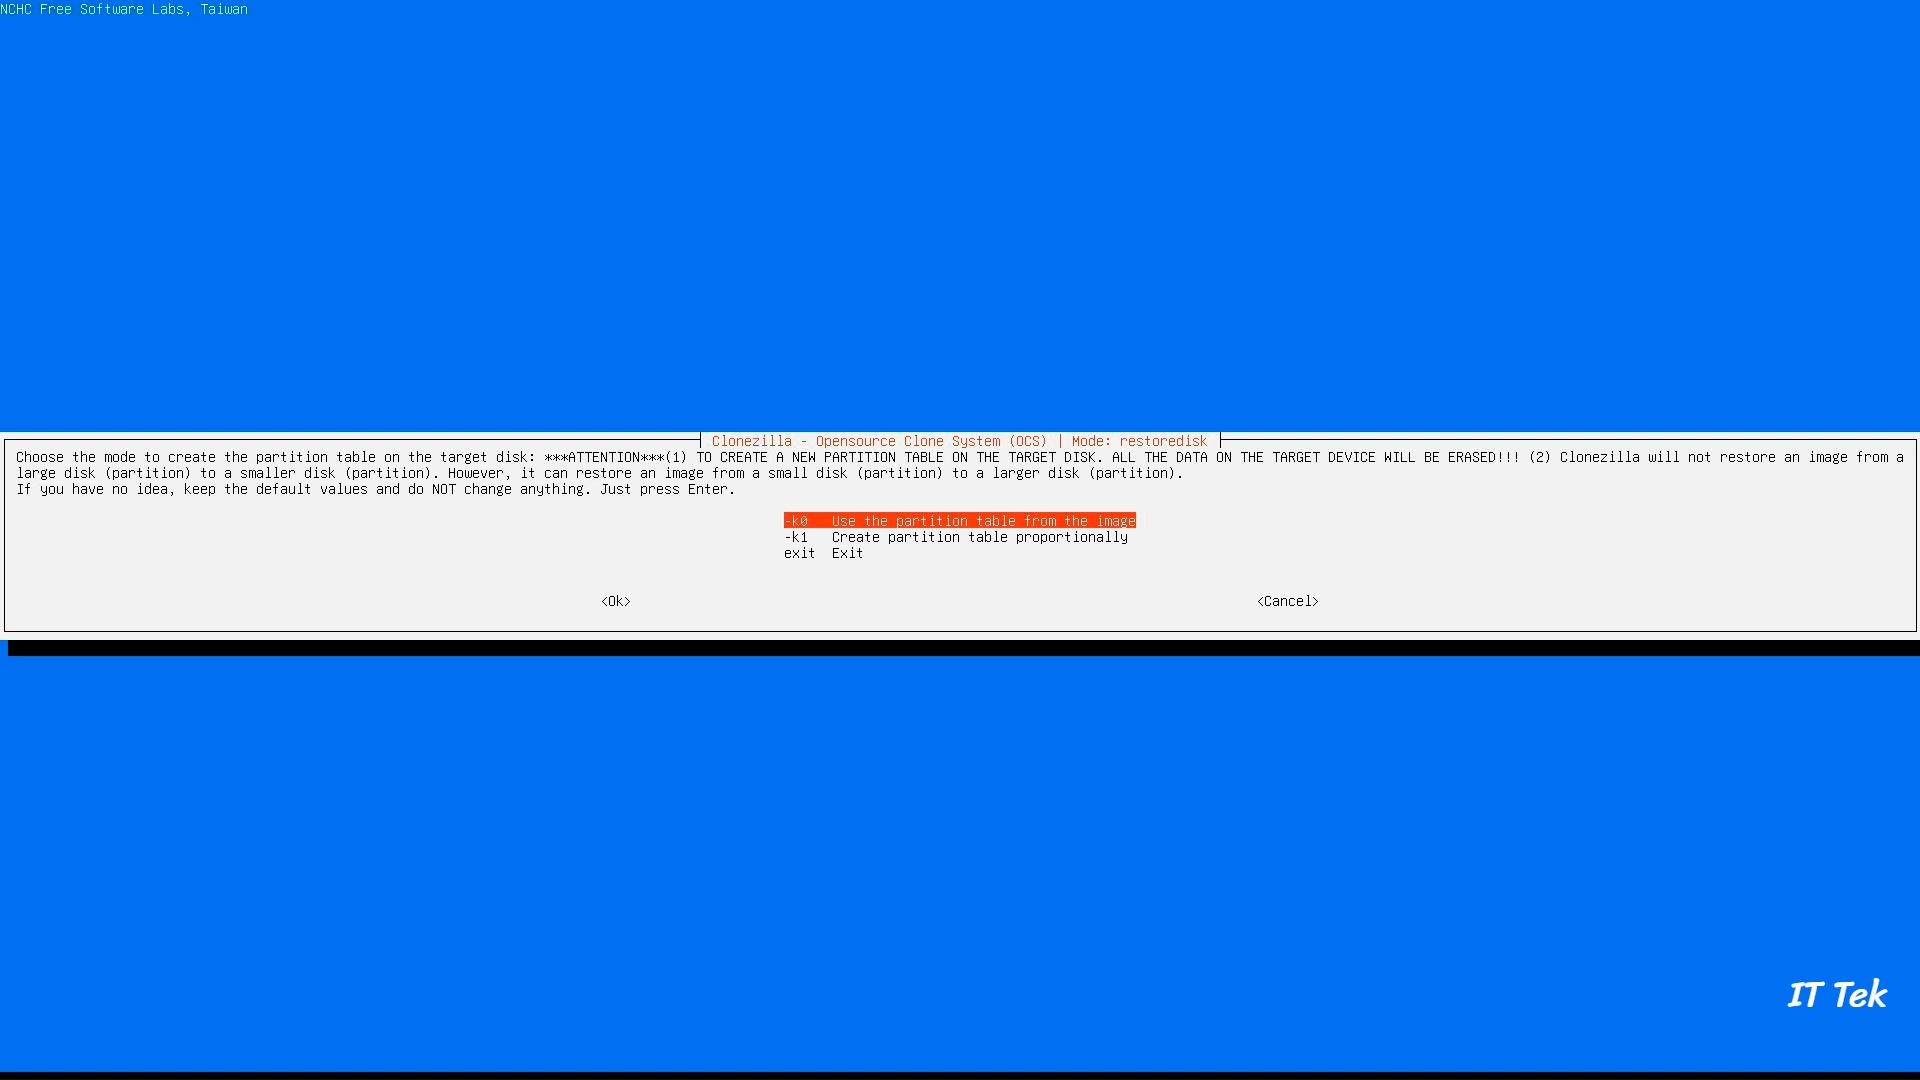 NCHC Free Software Labs, Taiwan
Clonezilla - Opensource Clone System (OCS) | Mode: restoredisk
Choose the mode to create the partition table on the target disk: ***ATTENTION***(1) TO CREATE A NEW PARTITION TABLE ON THE TARGET DISK. ALL THE DATA ON THE TARGET DEVICE WILL BE ERASED!!! (2) Clonezilla will not restore an image from a
large disk (partition) to a smaller disk (partition). However, it can restore an image from a small disk (partition) to a larger disk (partition).
If you have no idea, keep the default values and do NOT change anything. Just press Enter.
-k0 Use the partition table from the image
-k1 Create partition table proportionally
exit Exit
<Ok> <Cancel>
IT Tek